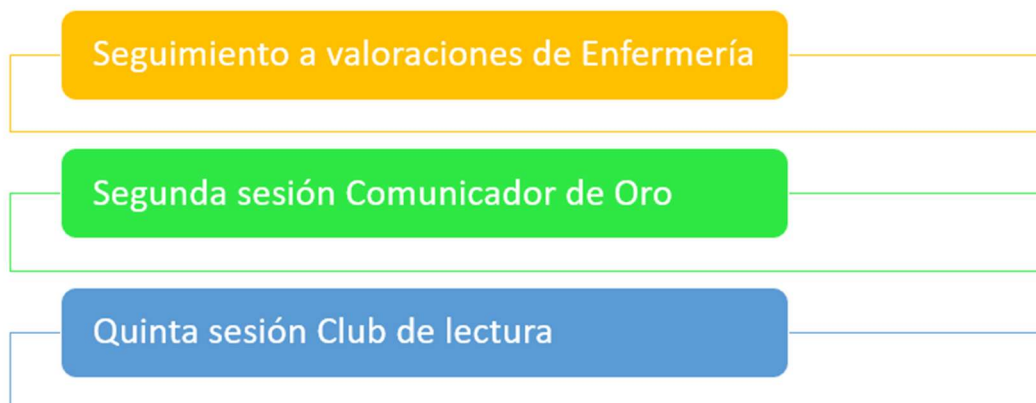 Seguimiento a valoraciones de Enfermería
Segunda sesión Comunicador de Oro
Quinta sesión Club de lectura